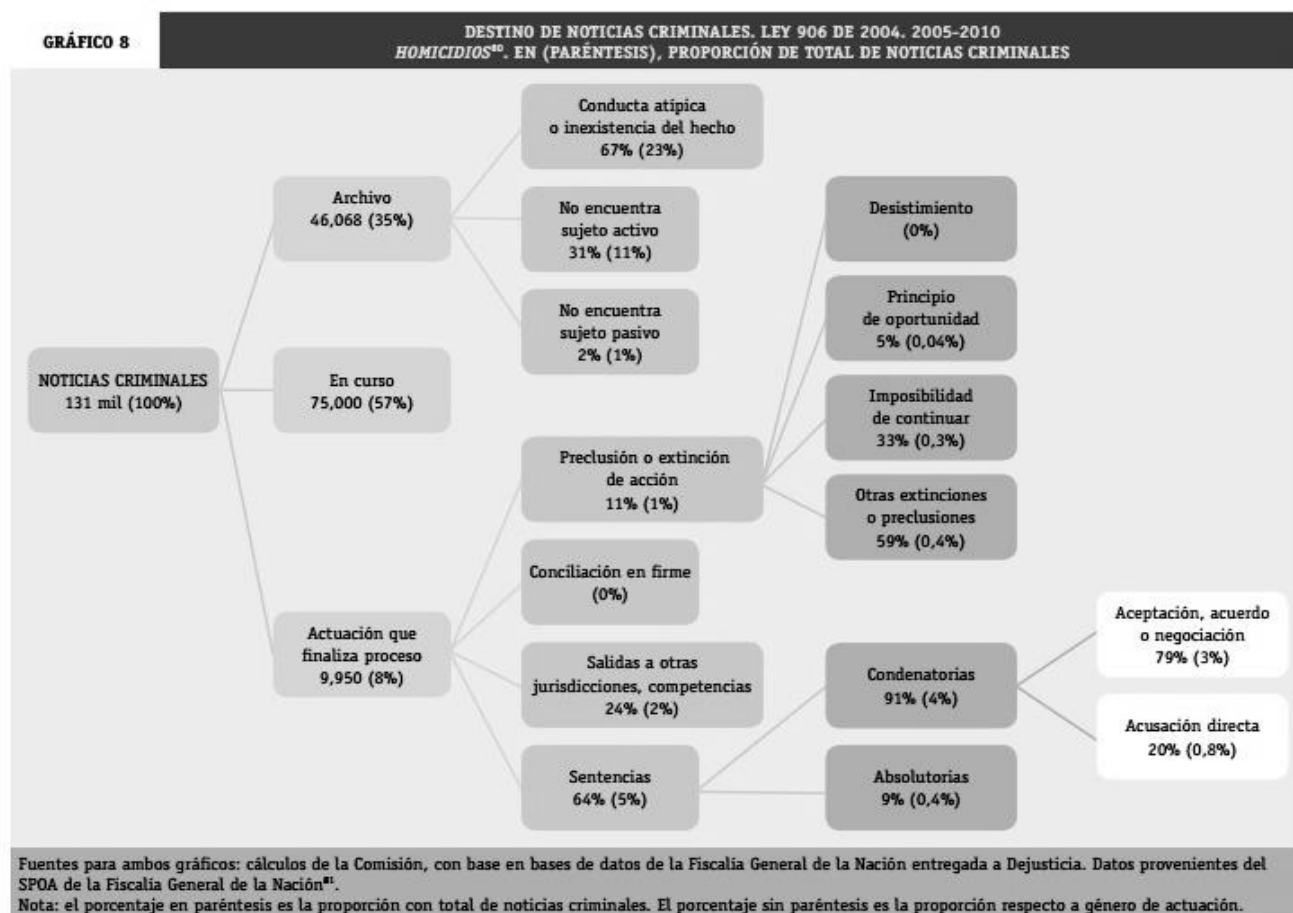 GRÁFICO 8
DESTINO DE NOTICIAS CRIMINALES. LEY 906 DE 2004. 2005-2010
HOMICIDIOS80. EN (PARÉNTESIS), PROPORCIÓN DE TOTAL DE NOTICIAS CRIMINALES
NOTICIAS CRIMINALES
131 mil (100%)
Archivo
46,068 (35%)
En curso
75,000 (57%)
Actuación que
finaliza proceso
9,950 (8%)
Conducta atípica
o inexistencia del hecho
67% (23%)
No encuentra
sujeto activo
31% (11%)
No encuentra
sujeto pasivo
2% (1%)
Preclusión o extinción
de acción
11% (1%)
Conciliación en firme
(0%)
Salidas a otras
jurisdicciones, competencias
24% (2%)
Sentencias
64% (5%)
Desistimiento
(0%)
Principio
de oportunidad
5% (0,04%)
Imposibilidad
de continuar
33% (0,3%)
Otras extinciones
o preclusiones
59% (0,4%)
Condenatorias
91% (4%)
Absolutorias
9% (0,4%)
Aceptación, acuerdo
o negociación
79% (3%)
Acusación directa
20% (0,8%)
Fuentes para ambos gráficos: cálculos de la Comisión, con base en bases de datos de la Fiscalía General de la Nación entregada a Dejusticia. Datos provenientes del
SPOA de la Fiscalía General de la Nación81.
Nota: el porcentaje en paréntesis es la proporción con total de noticias criminales. El porcentaje sin paréntesis es la proporción respecto a género de actuación.